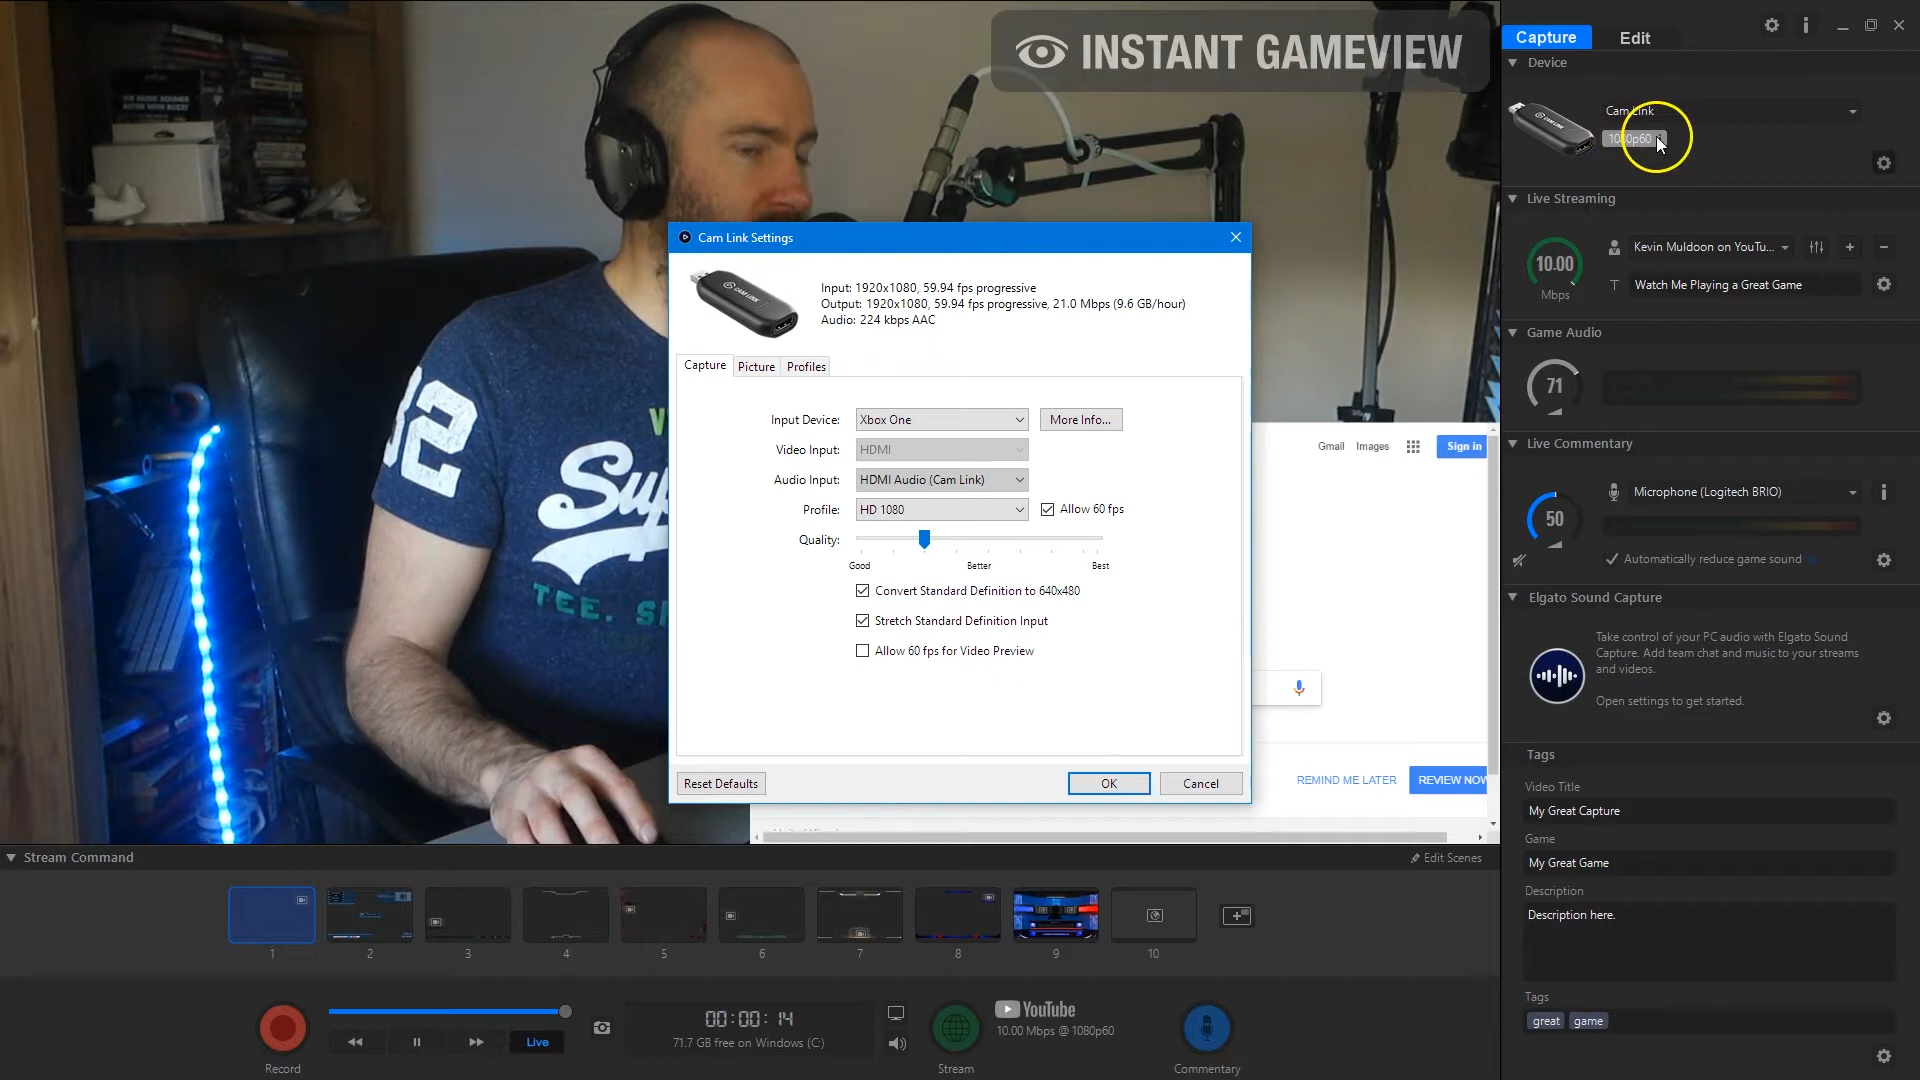 INSTANT GAMEVIEW
Capture
Edit
Device
Cam Link
1080p60
Live Streaming
10.00
Mbps
Kevin Muldoon on YouTu...
T
Watch Me Playing a Great Game
Game Audio
71
Live Commentary
50
Microphone (Logitech BRIO)
Automatically reduce game sound
Elgato Sound Capture
Take control of your PC audio with Elgato Sound
Capture. Add team chat and music to your streams
and videos.
Open settings to get started.
Tags
Video Title
My Great Capture
Game
My Great Game
Description
Description here.
Tags
great game
Cam Link Settings
CAM LINK
Input: 1920x1080, 59.94 fps progressive
Output: 1920x1080, 59.94 fps progressive, 21.0 Mbps (9.6 GB/hour)
Audio: 224 kbps AAC
Capture Picture Profiles
Input Device: Xbox One More Info...
Video Input: HDMI
Audio Input: HDMI Audio (Cam Link)
Profile: HD 1080 Allow 60 fps
Quality:
Good Better Best
Convert Standard Definition to 640x480
Stretch Standard Definition Input
Allow 60 fps for Video Preview
Reset Defaults OK Cancel
Gmail Images Sign in
REMIND ME LATER REVIEW NOW
82
Stream Command
Edit Scenes
1 2 3 4 5 6 7 8 9 10
Record
Live
00:00:14
71.7 GB free on Windows (C:)
Stream
YouTube
10.00 Mbps @ 1080p60
Commentary